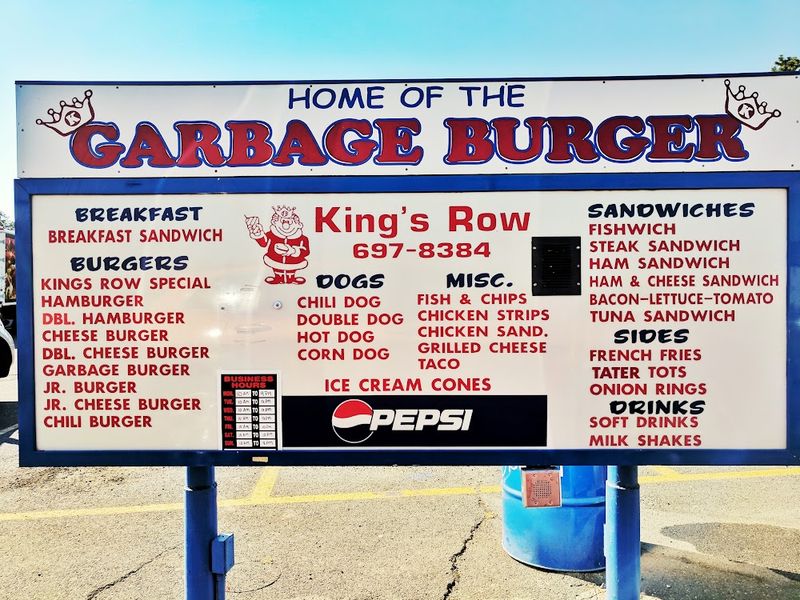 HOME OF THE
GARBAGE BURGER
K
K
BREAKFAST
BREAKFAST SANDWICH
BURGERS
KINGS ROW SPECIAL
HAMBURGER
DBL. HAMBURGER
CHEESE BURGER
DBL. CHEESE BURGER
GARBAGE BURGER
JR. BURGER
JR. CHEESE BURGER
CHILI BURGER
King's Row
697-8384
DOGS
CHILI DOG
DOUBLE DOG
HOT DOG
CORN DOG
MISC.
FISH & CHIPS
CHICKEN STRIPS
CHICKEN SAND.
GRILLED CHEESE
TACO
ICE CREAM CONES
BUSINESS
HOURS
PEPSI
SANDWICHES
FISHWICH
STEAK SANDWICH
HAM SANDWICH
HAM & CHEESE SANDWICH
BACON-LETTUCE-TOMATO
TUNA SANDWICH
SIDES
FRENCH FRIES
TATER TOTS
ONION RINGS
DRINKS
SOFT DRINKS
MILK SHAKES